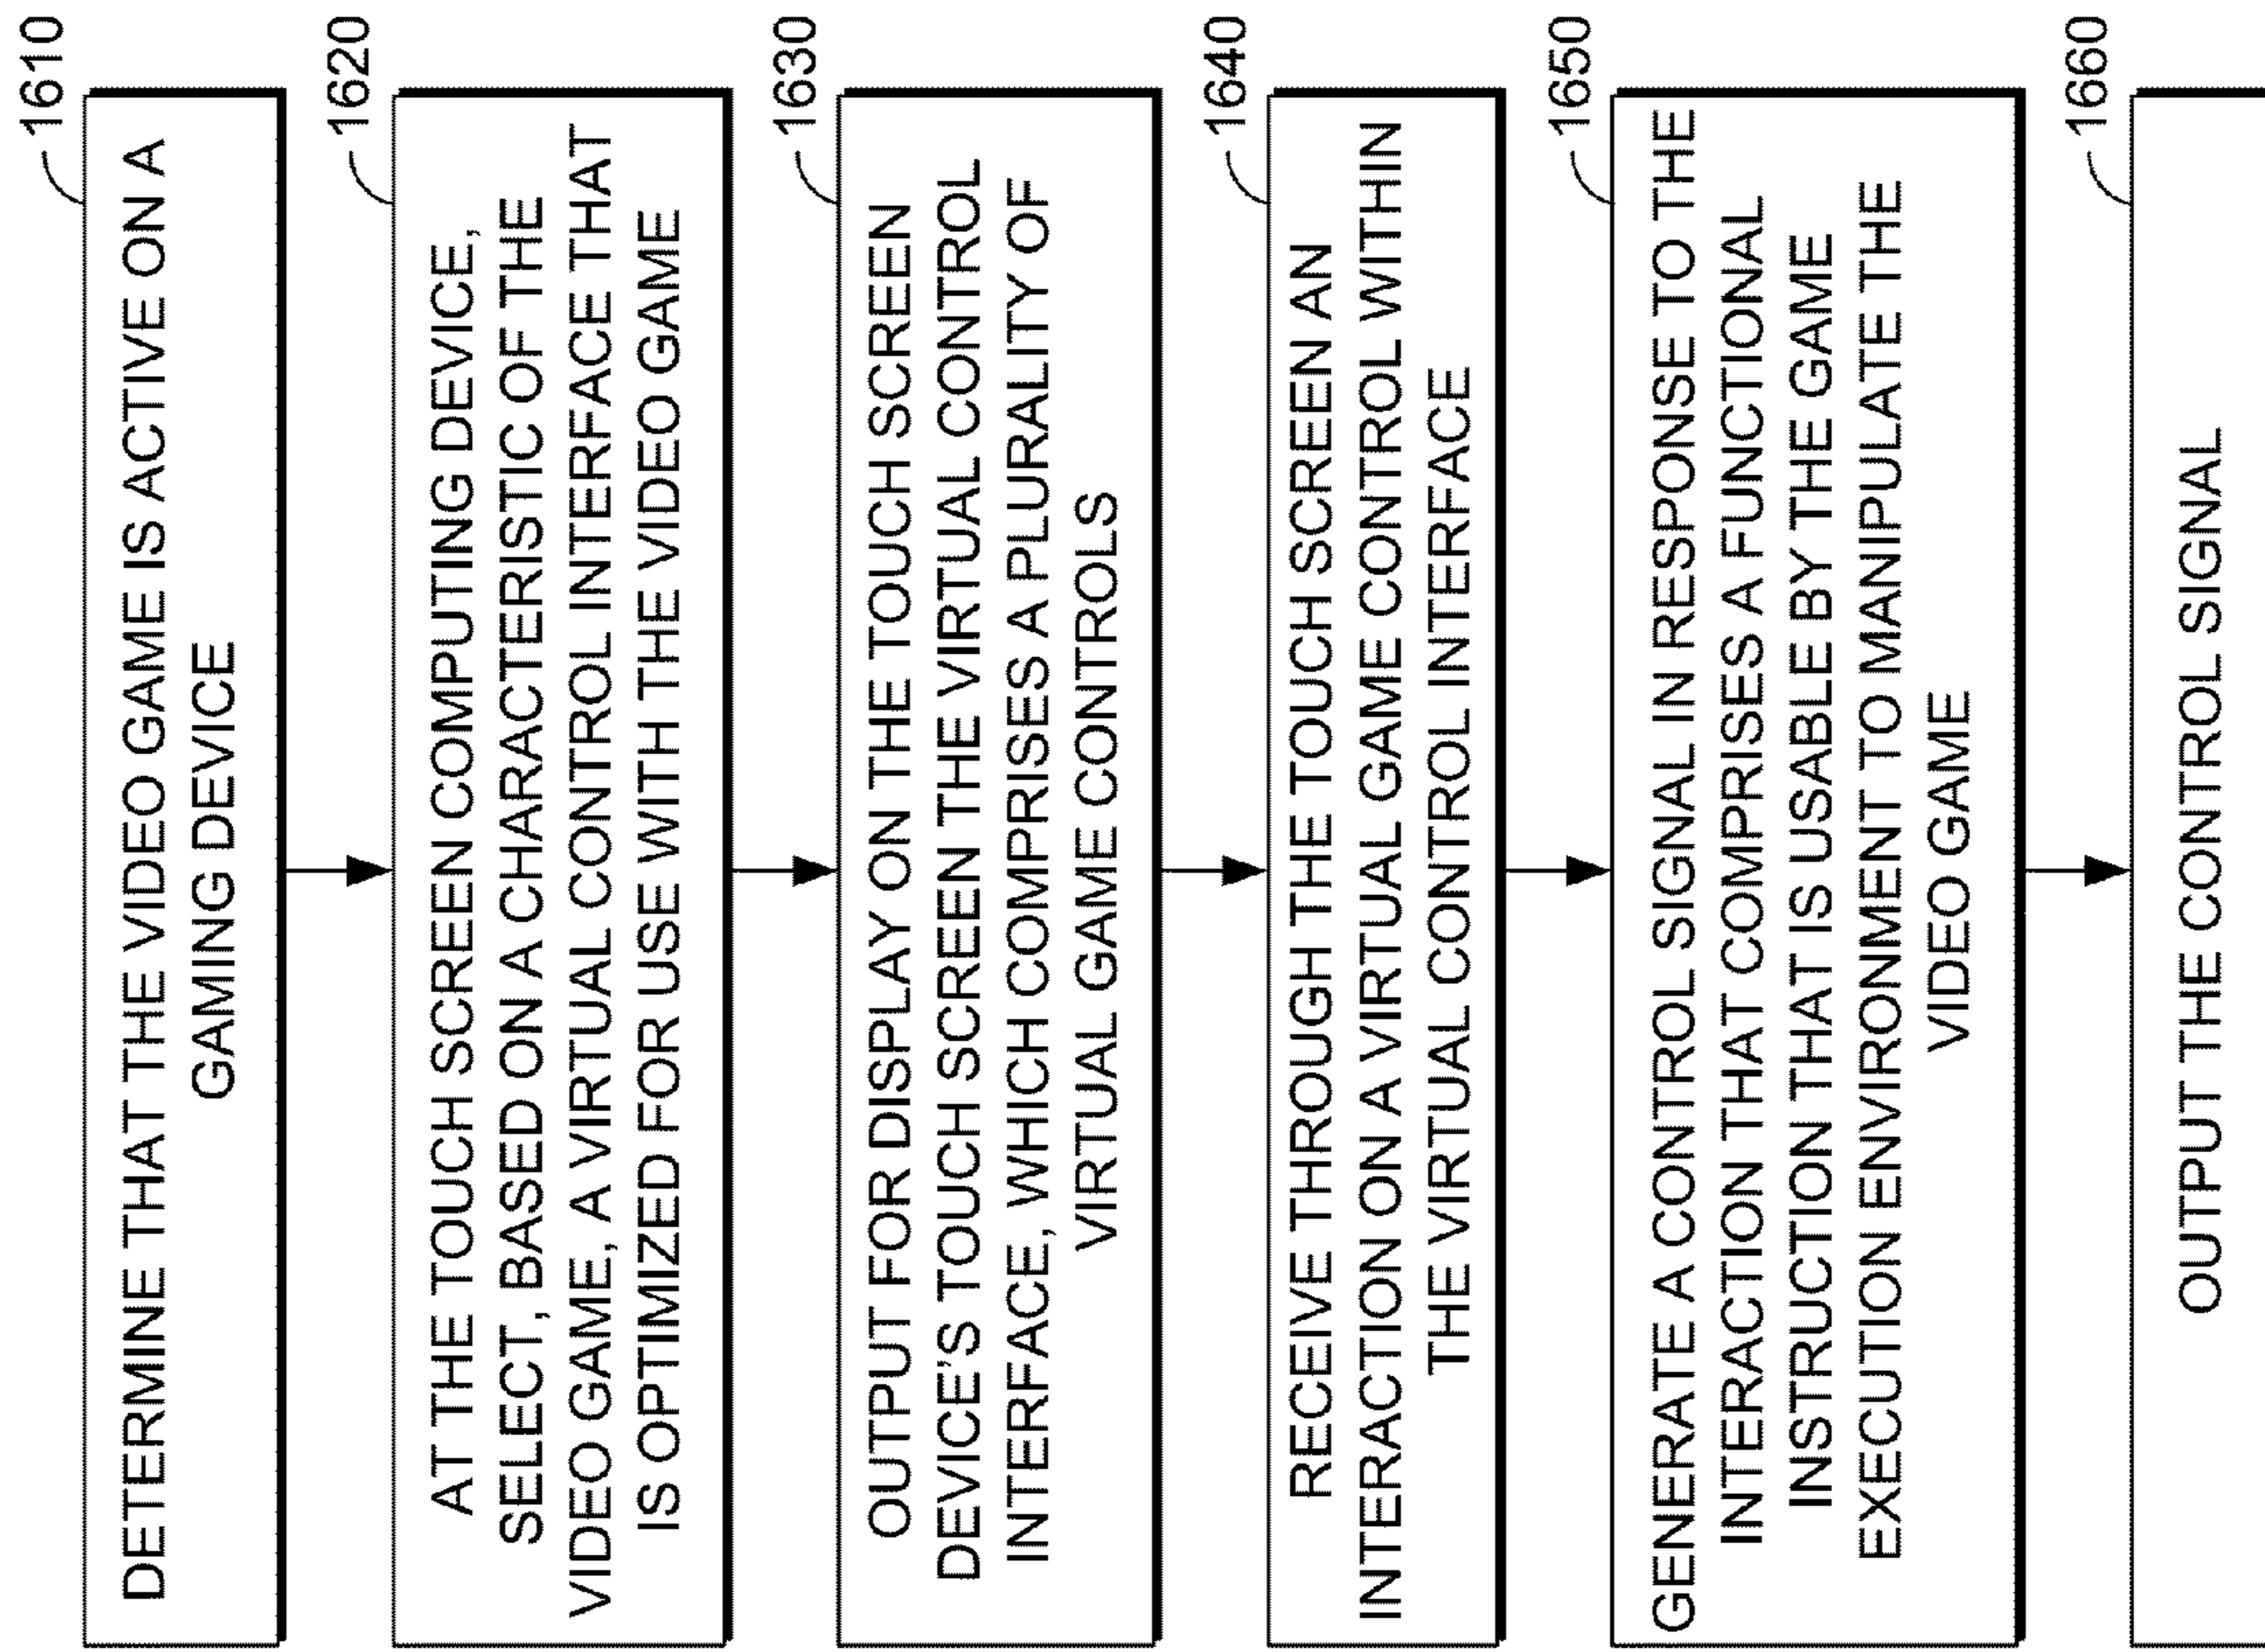 1610
DETERMINE THAT THE VIDEO GAME IS ACTIVE ON A
GAMING DEVICE
1620
AT THE TOUCH SCREEN COMPUTING DEVICE,
SELECT, BASED ON A CHARACTERISTIC OF THE
VIDEO GAME, A VIRTUAL CONTROL INTERFACE THAT
IS OPTIMIZED FOR USE WITH THE VIDEO GAME
1630
OUTPUT FOR DISPLAY ON THE TOUCH SCREEN
DEVICE'S TOUCH SCREEN THE VIRTUAL CONTROL
INTERFACE, WHICH COMPRISES A PLURALITY OF
VIRTUAL GAME CONTROLS
1640
RECEIVE THROUGH THE TOUCH SCREEN AN
INTERACTION ON A VIRTUAL GAME CONTROL WITHIN
THE VIRTUAL CONTROL INTERFACE
1650
GENERATE A CONTROL SIGNAL IN RESPONSE TO THE
INTERACTION THAT COMPRISES A FUNCTIONAL
INSTRUCTION THAT IS USABLE BY THE GAME
EXECUTION ENVIRONMENT TO MANIPULATE THE
VIDEO GAME
1660
OUTPUT THE CONTROL SIGNAL